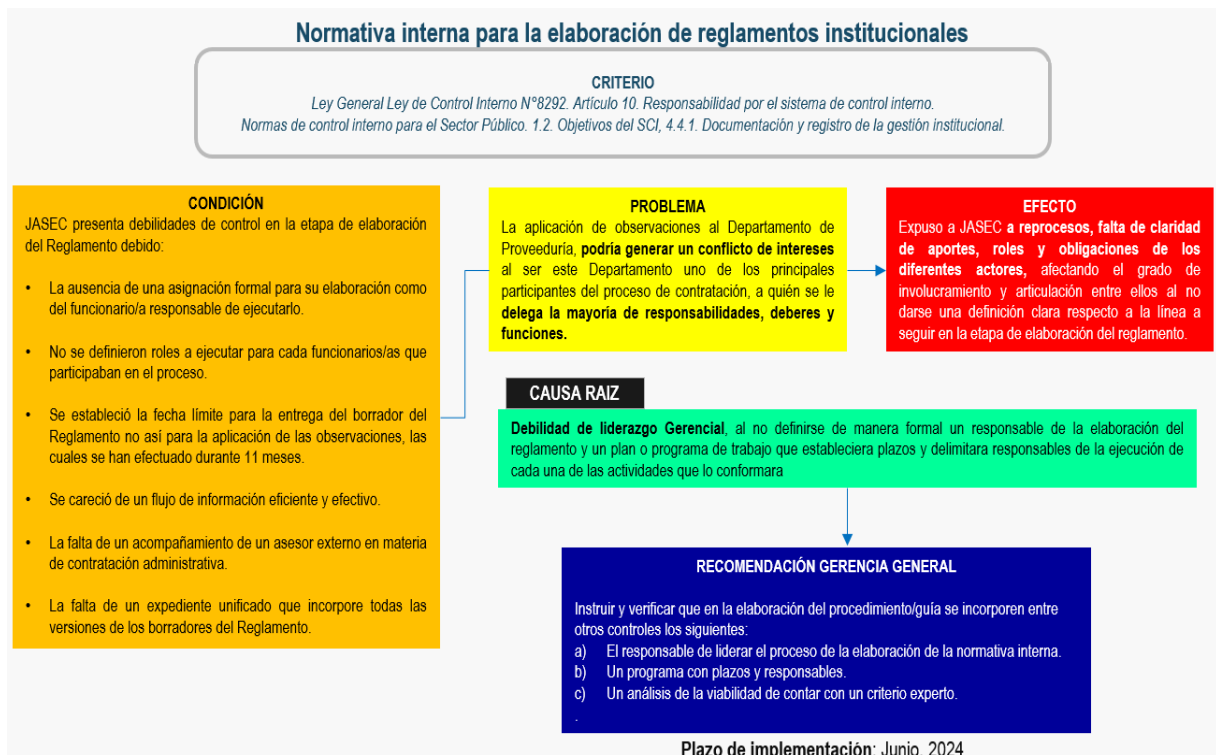 Normativa interna para la elaboración de reglamentos institucionales
CRITERIO
Ley General Ley de Control Interno N°8292. Artículo 10. Responsabilidad por el sistema de control interno.
Normas de control interno para el Sector Público. 1.2. Objetivos del SCI, 4.4.1. Documentación y registro de la gestión institucional.
CONDICIÓN
JASEC presenta debilidades de control en la etapa de elaboración
del Reglamento debido:
• La ausencia de una asignación formal para su elaboración como
del funcionario/a responsable de ejecutarlo.
• No se definieron roles a ejecutar para cada funcionarios/as que
participaban en el proceso.
• Se estableció la fecha límite para la entrega del borrador del
Reglamento no así para la aplicación de las observaciones, las
cuales se han efectuado durante 11 meses.
• Se careció de un flujo de información eficiente y efectivo.
• La falta de un acompañamiento de un asesor externo en materia
de contratación administrativa.
• La falta de un expediente unificado que incorpore todas las
versiones de los borradores del Reglamento.
PROBLEMA
La aplicación de observaciones al Departamento de
Proveeduría, podría generar un conflicto de intereses
al ser este Departamento uno de los principales
participantes del proceso de contratación, a quién se le
delega la mayoría de responsabilidades, deberes y
funciones.
EFECTO
Expuso a JASEC a reprocesos, falta de claridad
de aportes, roles y obligaciones de los
diferentes actores, afectando el grado de
involucramiento y articulación entre ellos al no
darse una definición clara respecto a la línea a
seguir en la etapa de elaboración del reglamento.
CAUSA RAIZ
Debilidad de liderazgo Gerencial, al no definirse de manera formal un responsable de la elaboración del
reglamento y un plan o programa de trabajo que estableciera plazos y delimitara responsables de la ejecución de
cada una de las actividades que lo conformara
RECOMENDACIÓN GERENCIA GENERAL
Instruir y verificar que en la elaboración del procedimiento/guía se incorporen entre
otros controles los siguientes:
a) El responsable de liderar el proceso de la elaboración de la normativa interna.
b) Un programa con plazos y responsables.
c) Un análisis de la viabilidad de contar con un criterio experto.
.
Plazo de implementación: Junio, 2024